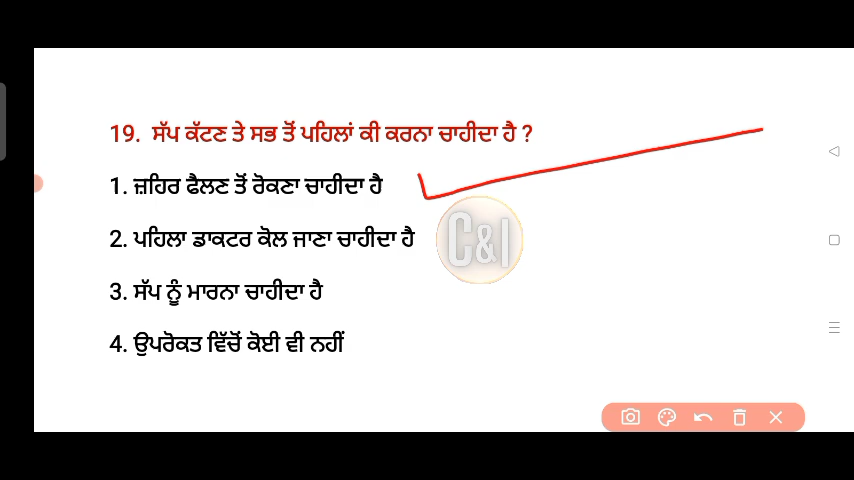 19. ਸੱਪ ਕੱਟਣ ਤੇ ਸਭ ਤੋਂ ਪਹਿਲਾਂ ਕੀ ਕਰਨਾ ਚਾਹੀਦਾ ਹੈ ?
1. ਜ਼ਹਿਰ ਫੈਲਣ ਤੋਂ ਰੋਕਣਾ ਚਾਹੀਦਾ ਹੈ
2. ਪਹਿਲਾ ਡਾਕਟਰ ਕੋਲ ਜਾਣਾ ਚਾਹੀਦਾ ਹੈ
C&I
3. ਸੱਪ ਨੂੰ ਮਾਰਨਾ ਚਾਹੀਦਾ ਹੈ
4. ਉਪਰੋਕਤ ਵਿੱਚੋਂ ਕੋਈ ਵੀ ਨਹੀਂ